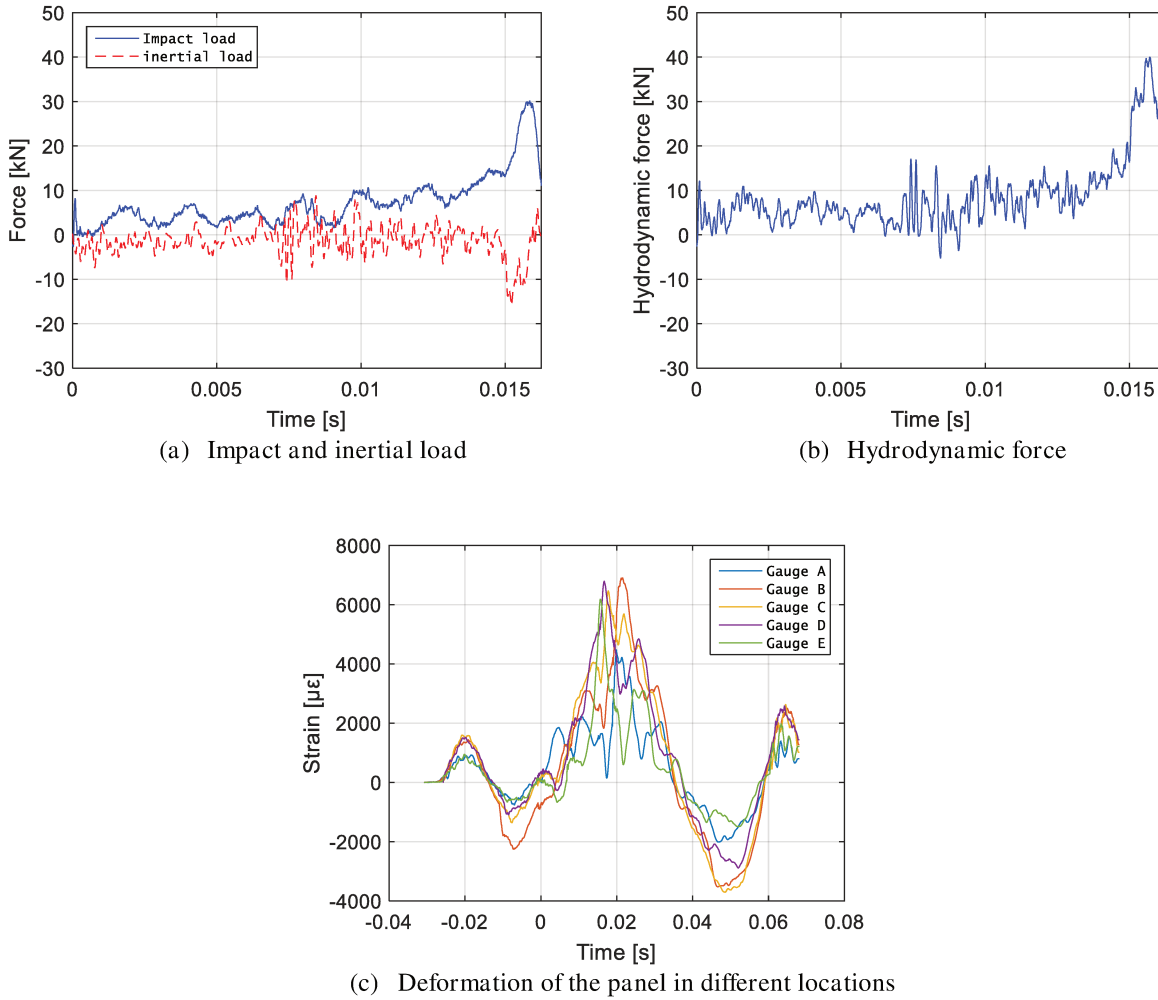 50
40
30
20
10
0
-10
-20
-30
Force [kN]
Impact load
inertial load
0
0.005
0.01
0.015
Time [s]
(a) Impact and inertial load
50
40
30
20
10
0
-10
-20
-30
Hydrodynamic force [kN]
0
0.005
0.01
0.015
Time [s]
(b) Hydrodynamic force
8000
6000
4000
2000
0
-2000
-4000
Strain [µε]
Gauge A
Gauge B
Gauge C
Gauge D
Gauge E
-0.04
-0.02
0
0.02
0.04
0.06
0.08
Time [s]
(c) Deformation of the panel in different locations